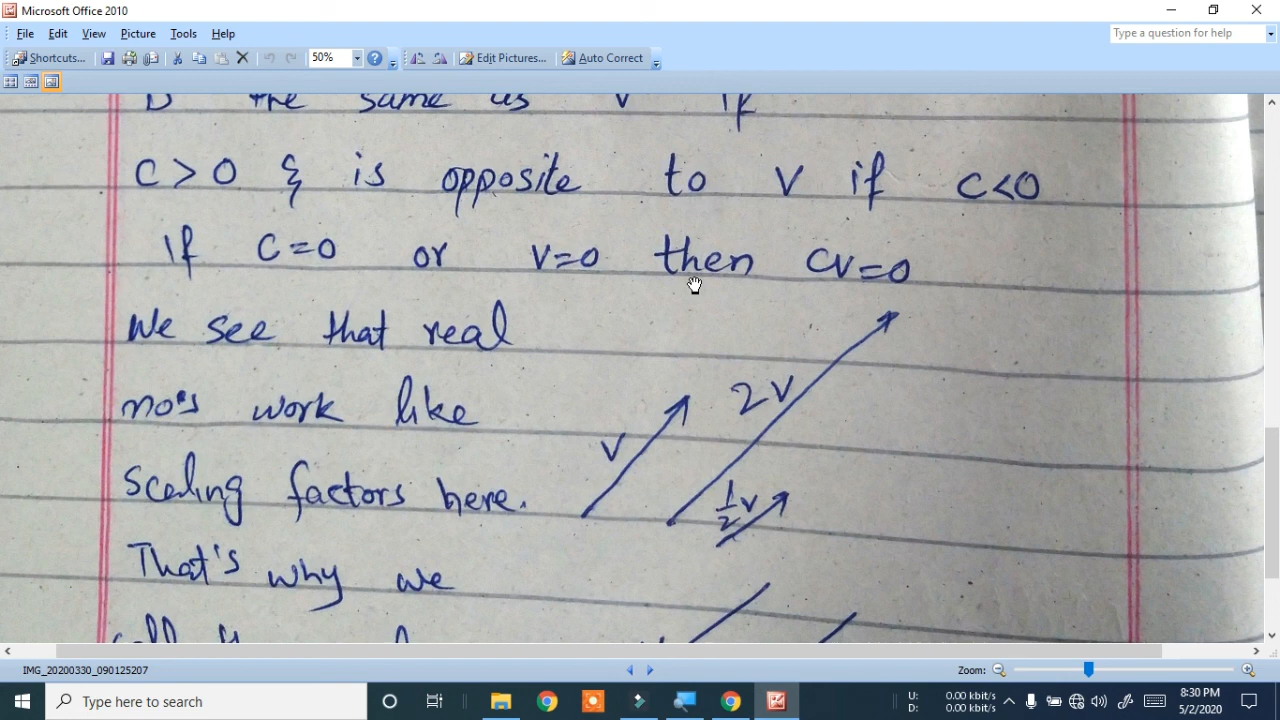 Microsoft Office 2010
File Edit View Picture Tools Help
Type a question for help
Shortcuts... 50% Edit Pictures... Auto Correct
the same as v if
c>0 & is opposite to v if c<0
If c=0 or v=0 then cv=0
We see that real
no's work like
scaling factors here.
That's why we
v
2v
1/2 v
IMG_20200330_090125207
Zoom:
Type here to search
U: 0.00 kbit/s
D: 0.00 kbit/s
8:30 PM
5/2/2020